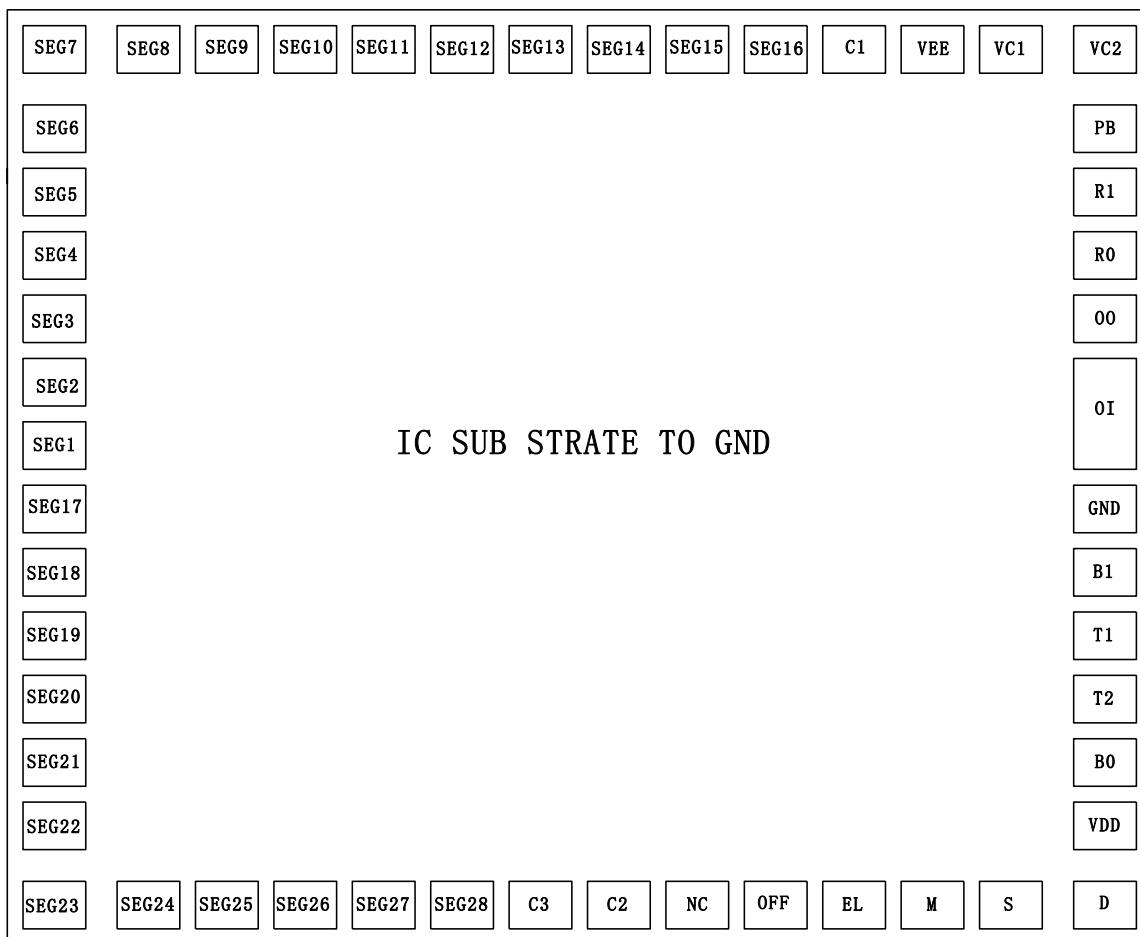 SEG7 SEG8 SEG9 SEG10 SEG11 SEG12 SEG13 SEG14 SEG15 SEG16 C1 VEE VC1 VC2
SEG6 PB
SEG5 R1
SEG4 R0
SEG3 OO
SEG2 OI
SEG1 IC SUB STRATE TO GND
SEG17 GND
SEG18 B1
SEG19 T1
SEG20 T2
SEG21 B0
SEG22 VDD
SEG23 SEG24 SEG25 SEG26 SEG27 SEG28 C3 C2 NC OFF EL M S D